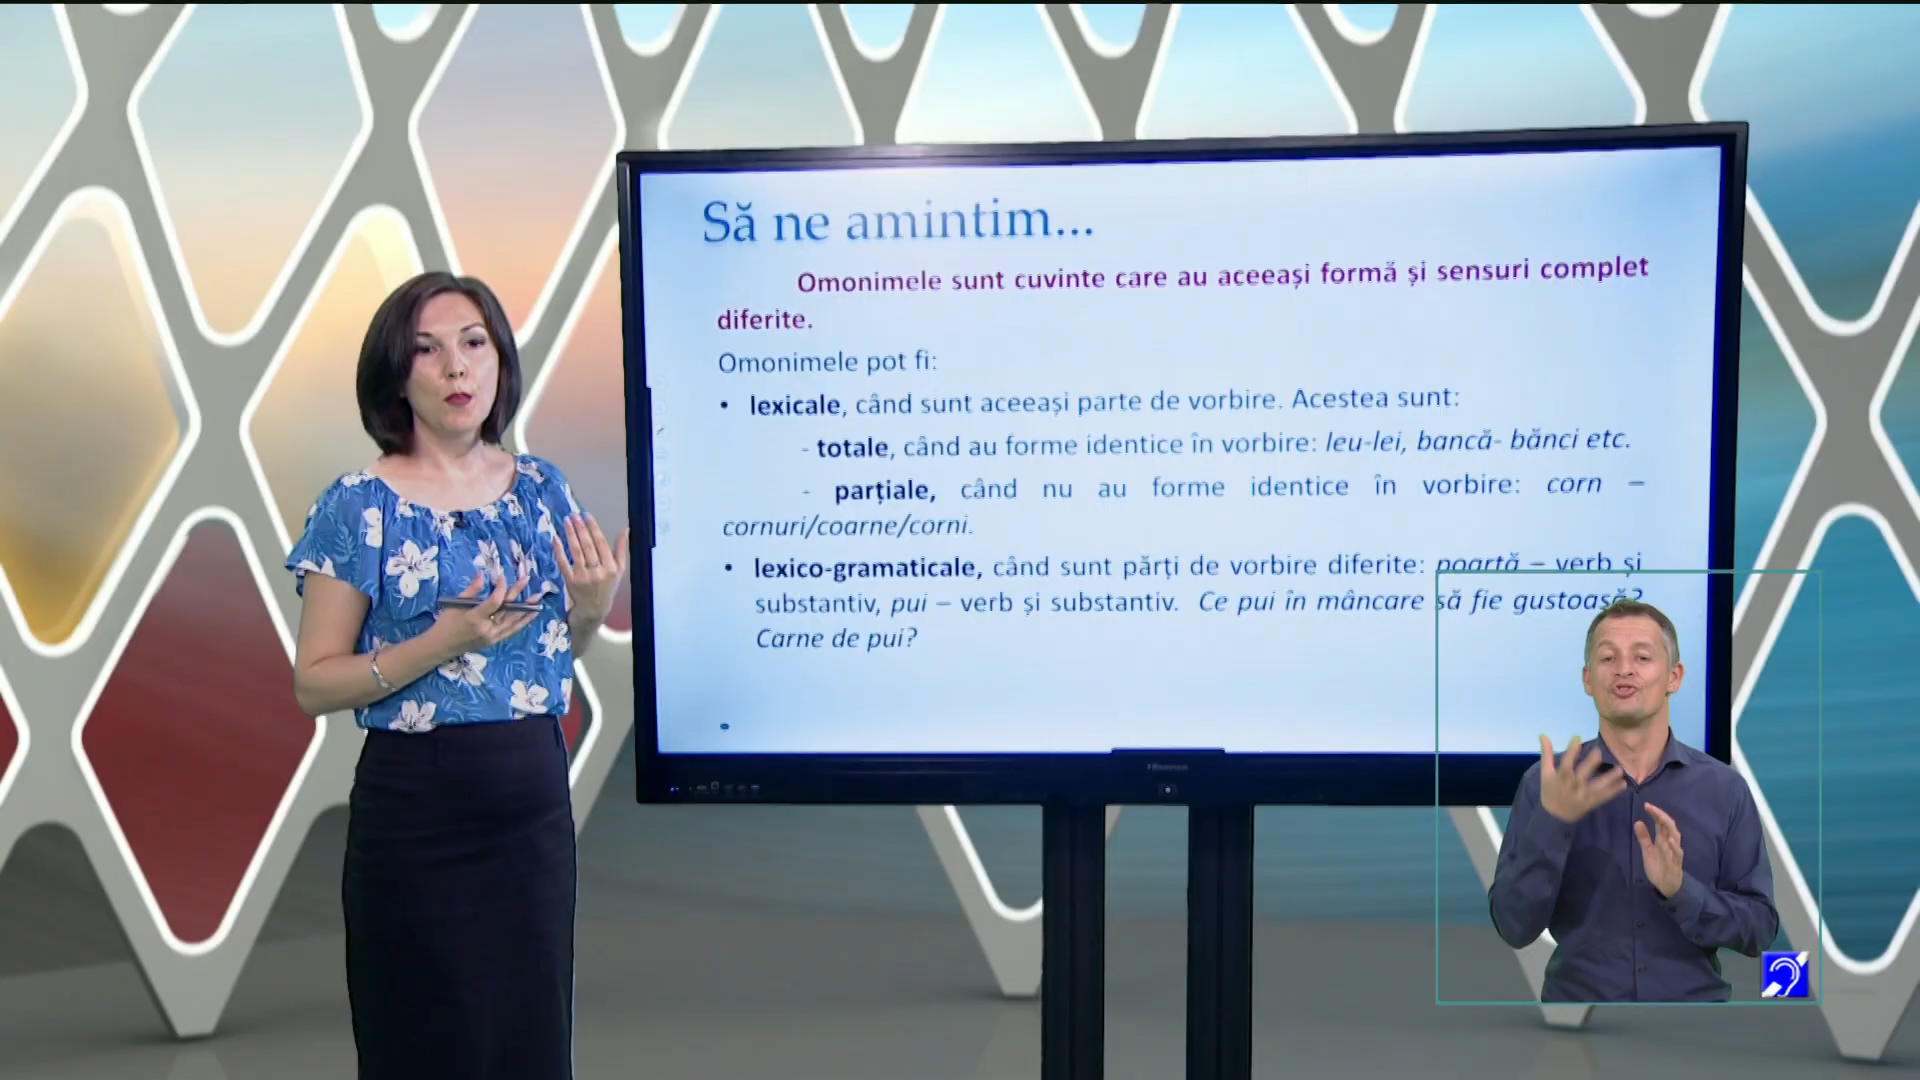 Să ne amintim...
Omonimele sunt cuvinte care au aceeași formă și sensuri complet
diferite.
Omonimele pot fi:
• lexicale, când sunt aceeași parte de vorbire. Acestea sunt:
- totale, când au forme identice în vorbire: leu-lei, bancă- bănci etc.
- parțiale, când nu au forme identice în vorbire: corn –
cornuri/coarne/corni.
• lexico-gramaticale, când sunt părți de vorbire diferite: poartă – verb și
substantiv, pui – verb și substantiv. Ce pui în mâncare să fie gustoasă?
Carne de pui?
Hisense